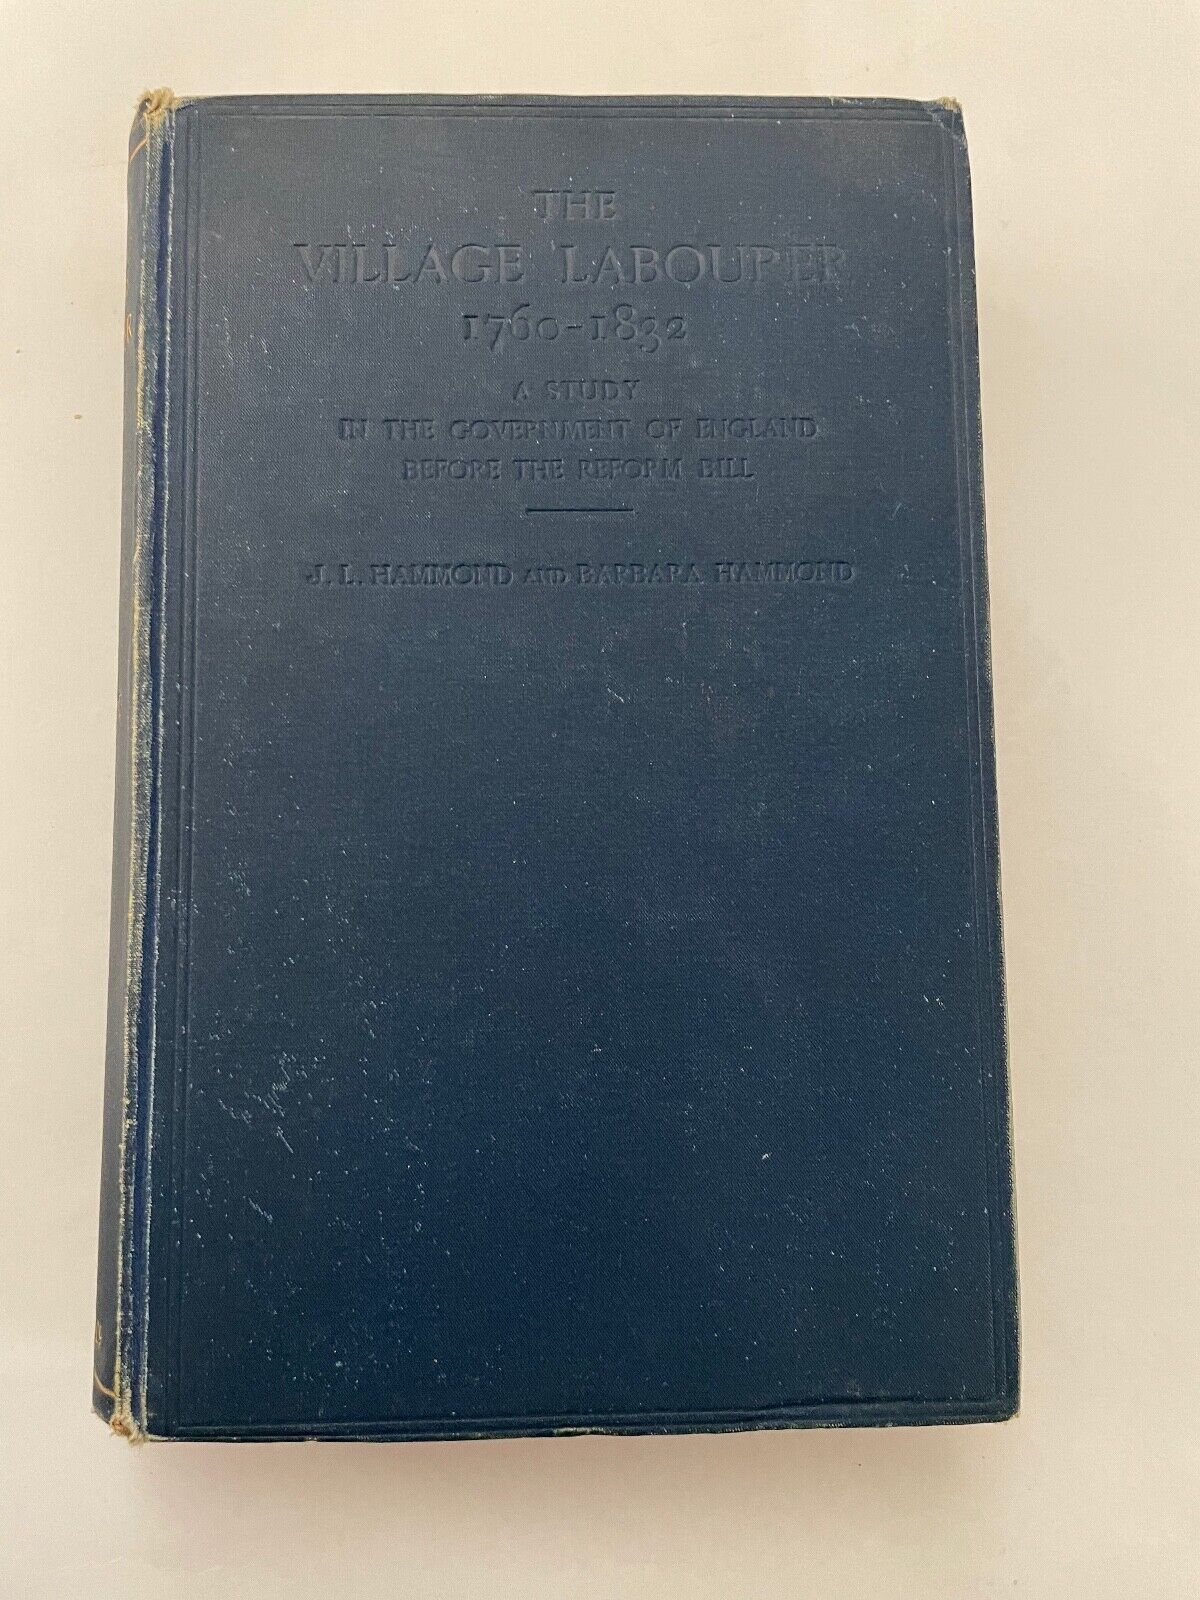 THE
VILLAGE LABOURER
1760-1832
A STUDY
IN THE GOVERNMENT OF ENGLAND
BEFORE THE REFORM BILL
J. L. HAMMOND AND BARBARA HAMMOND
R